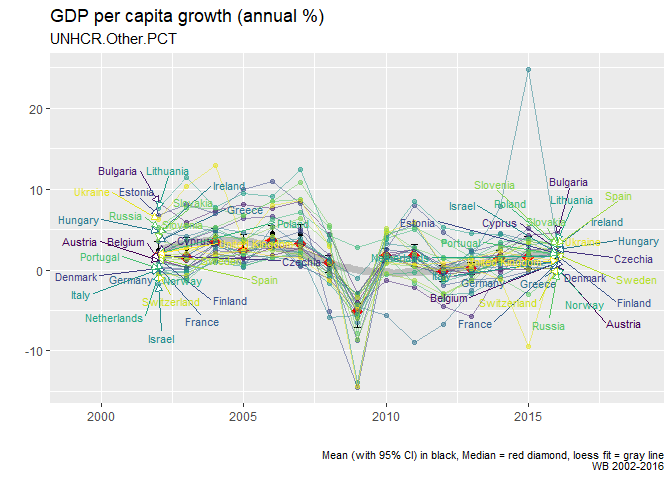 GDP per capita growth (annual %)
UNHCR.Other.PCT
20
10
0
-10
Bulgaria
Lithuania
Ukraine
Estonia
Ireland
Russia
Slovakia
Greece
Hungary
Poland
Austria
Belgium
Cyprus
Portugal
Czechia
Denmark
Germany
Norway
Spain
Italy
Switzerland
Finland
Netherlands
France
Israel
Slovenia
Bulgaria
Israel
Poland
Lithuania
Spain
Estonia
Cyprus
Slovakia
Ireland
Portugal
Ukraine
Hungary
Czechia
Germany
Greece
Denmark
Sweden
Belgium
Switzerland
Norway
Finland
France
Russia
Austria
2000
2005
2010
2015
Mean (with 95% CI) in black, Median = red diamond, loess fit = gray line
WB 2002-2016